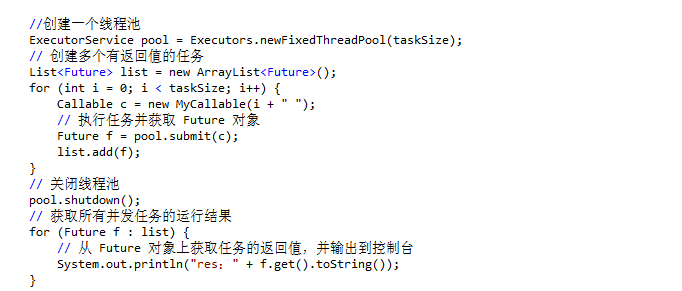 //创建一个线程池
ExecutorService pool = Executors.newFixedThreadPool(taskSize);
// 创建多个有返回值的任务
List<Future> list = new ArrayList<Future>();
for (int i = 0; i < taskSize; i++) {
    Callable c = new MyCallable(i + " ");
    // 执行任务并获取 Future 对象
    Future f = pool.submit(c);
    list.add(f);
}
// 关闭线程池
pool.shutdown();
// 获取所有并发任务的运行结果
for (Future f : list) {
    // 从 Future 对象上获取任务的返回值，并输出到控制台
    System.out.println("res：" + f.get().toString());
}